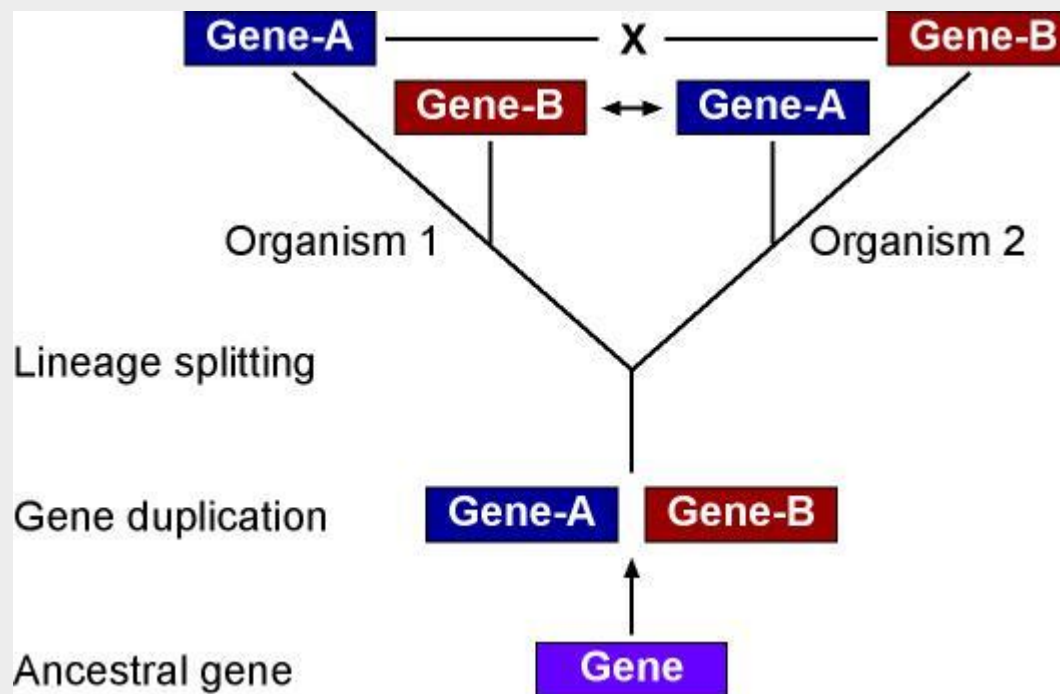 Gene-A X Gene-B
Gene-B Gene-A
Organism 1 Organism 2
Lineage splitting
Gene duplication Gene-A Gene-B
Ancestral gene Gene